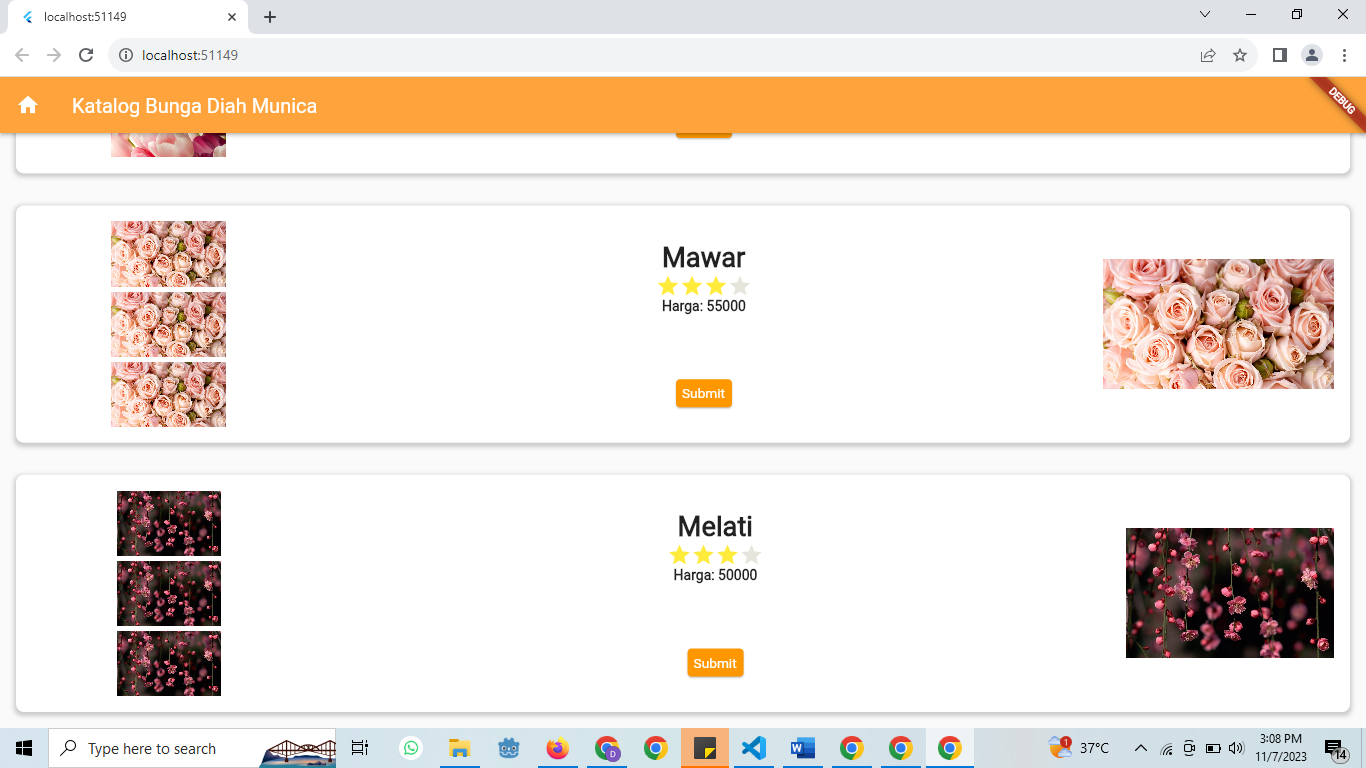 localhost:51149
localhost:51149
Katalog Bunga Diah Munica
DEBUG
Mawar
Harga: 55000
Submit
Melati
Harga: 50000
Submit
Type here to search
D
W
1
37°C
3:08 PM
11/7/2023
14